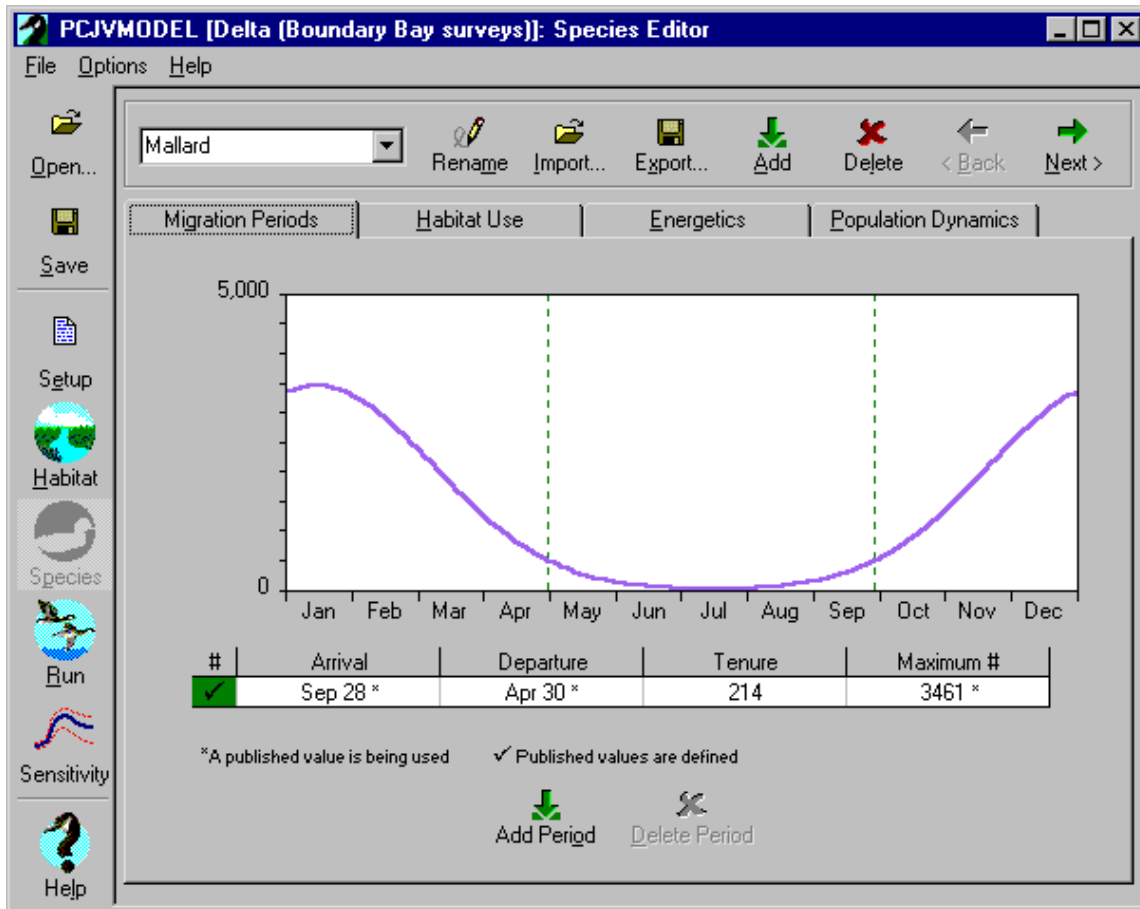 PCJVMODEL [Delta (Boundary Bay surveys)]: Species Editor
File Options Help
Open...
Save
Setup
Habitat
Species
Run
Sensitivity
Help
Mallard
Rename Import... Export... Add Delete < Back Next >
Migration Periods Habitat Use Energetics Population Dynamics
5,000
0
Jan Feb Mar Apr May Jun Jul Aug Sep Oct Nov Dec
# Arrival Departure Tenure Maximum #
✓ Sep 28 * Apr 30 * 214 3461 *
*A published value is being used ✓ Published values are defined
Add Period Delete Period